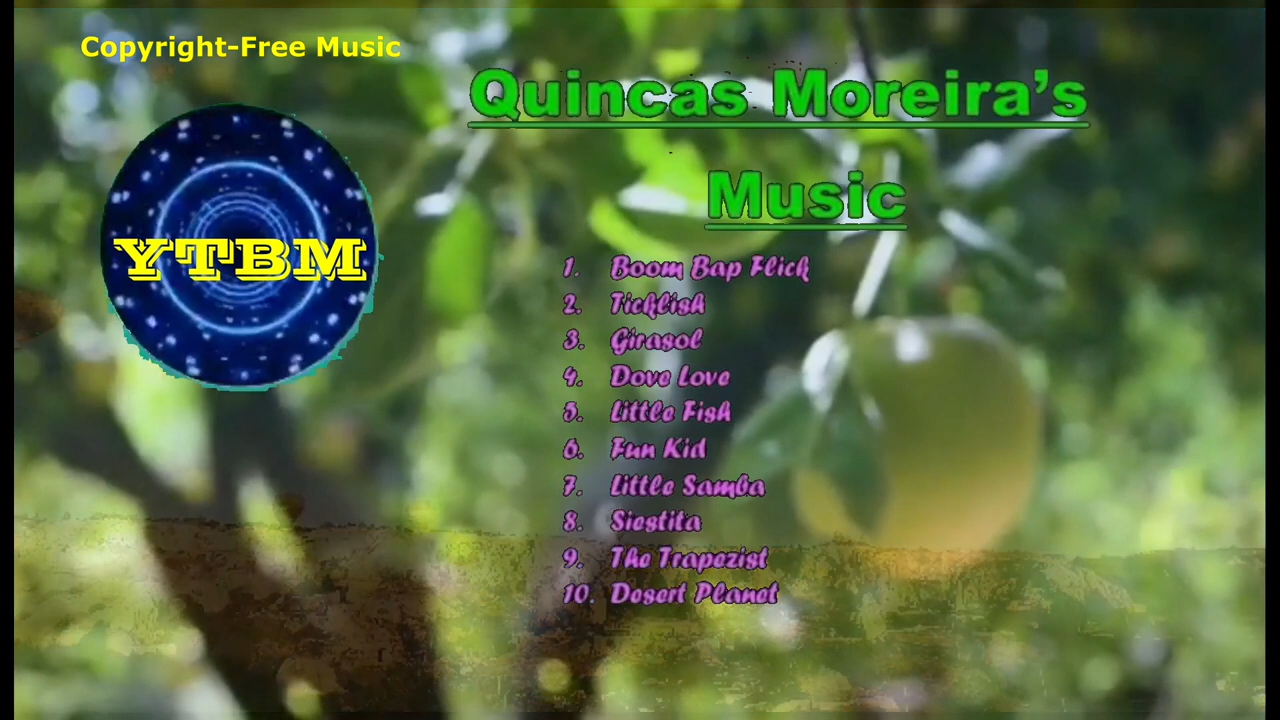 Copyright-Free Music
YTBM
Quincas Moreira’s
Music
1. Boom Bap Flick
2. Ticklish
3. Girasol
4. Dove Love
5. Little Fish
6. Fun Kid
7. Little Samba
8. Siestita
9. The Trapezist
10. Desert Planet